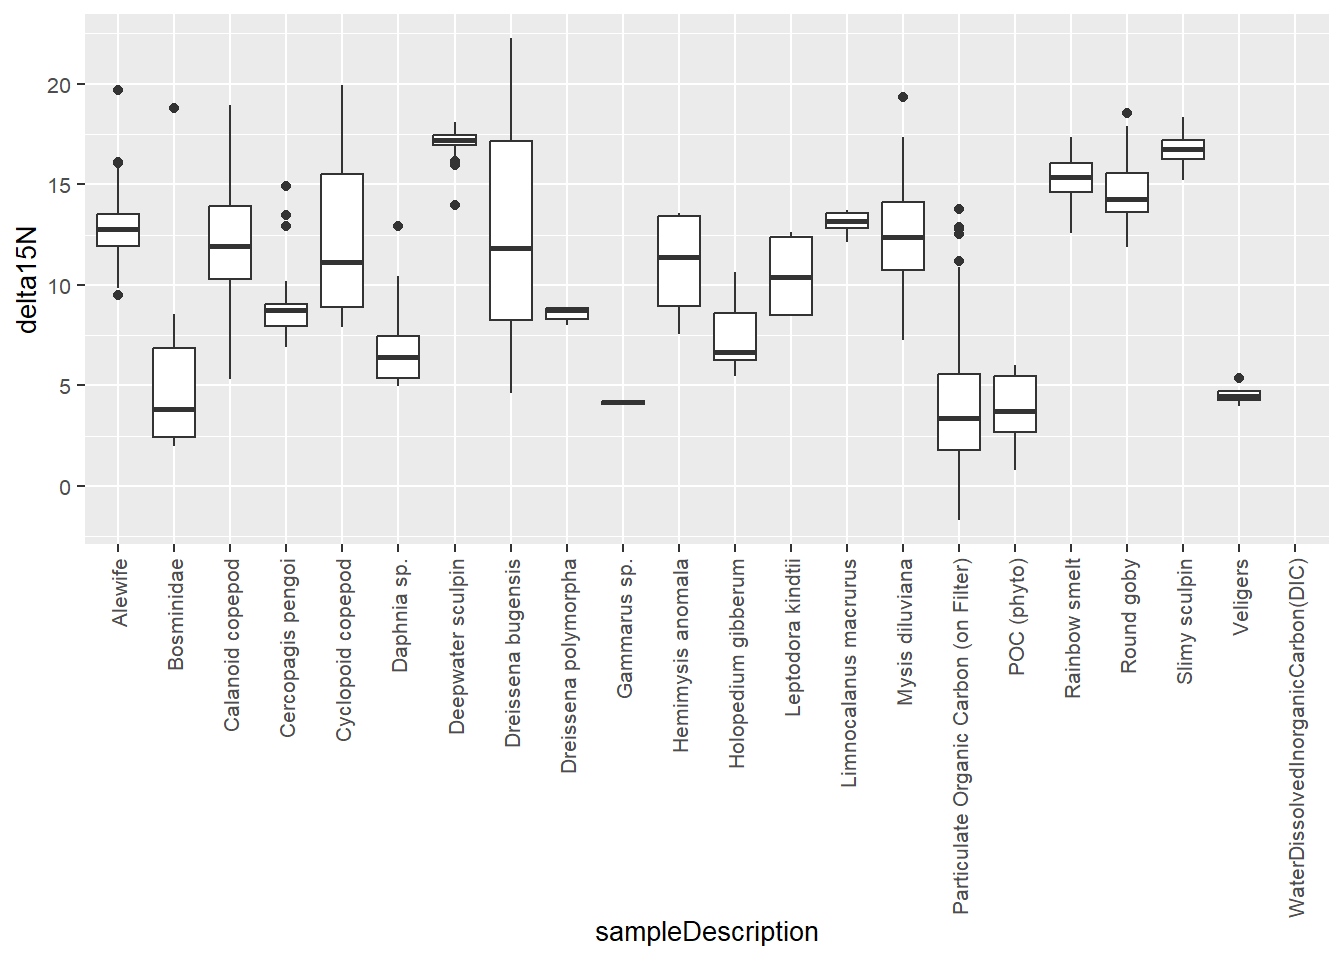 delta15N
20
15
10
5
0
Alewife
Bosminidae
Calanoid copepod
Cercopagis pengoi
Cyclopoid copepod
Daphnia sp.
Deepwater sculpin
Dreissena bugensis
Dreissena polymorpha
Gammarus sp.
Hemimysis anomala
Holopedium gibberum
Leptodora kindtii
Limnocalanus macrurus
Mysis diluviana
Particulate Organic Carbon (on Filter)
POC (phyto)
Rainbow smelt
Round goby
Slimy sculpin
Veligers
WaterDissolvedInorganicCarbon(DIC)
sampleDescription